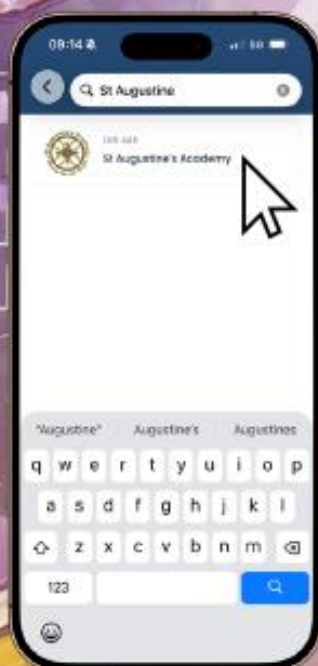 09:14
St Augustine
St Augustine's Academy
"Augustine" Augustine's Augustines
q w e r t y u i o p
a s d f g h j k l
z x c v b n m
123